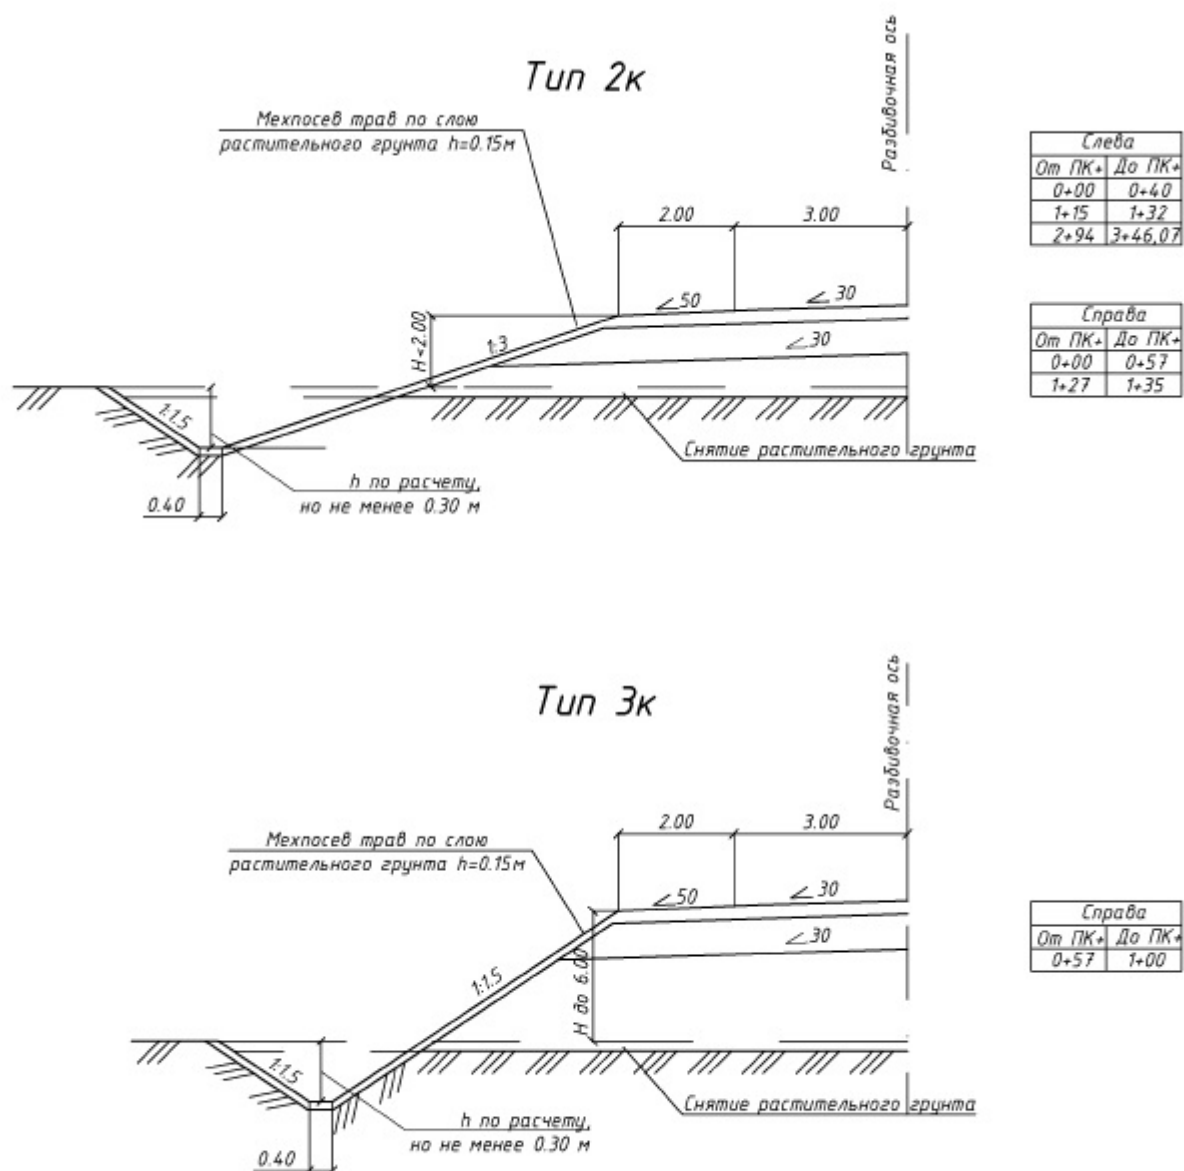 Тип 2к
Разбивочная ось
Мехпосев трав по слою
растительного грунта h=0.15м
2.00 3.00
∠50 ∠30
∠30
H<2.00
1:3
1:1.5
Снятие растительного грунта
h по расчету,
но не менее 0.30 м
0.40
Слева
От ПК+ До ПК+
0+00 0+40
1+15 1+32
2+94 3+46,07
Справа
От ПК+ До ПК+
0+00 0+57
1+27 1+35
Тип 3к
Разбивочная ось
Мехпосев трав по слою
растительного грунта h=0.15м
2.00 3.00
∠50 ∠30
∠30
H до 6.00
1:1.5
1:1.5
Снятие растительного грунта
h по расчету,
но не менее 0.30 м
0.40
Справа
От ПК+ До ПК+
0+57 1+00